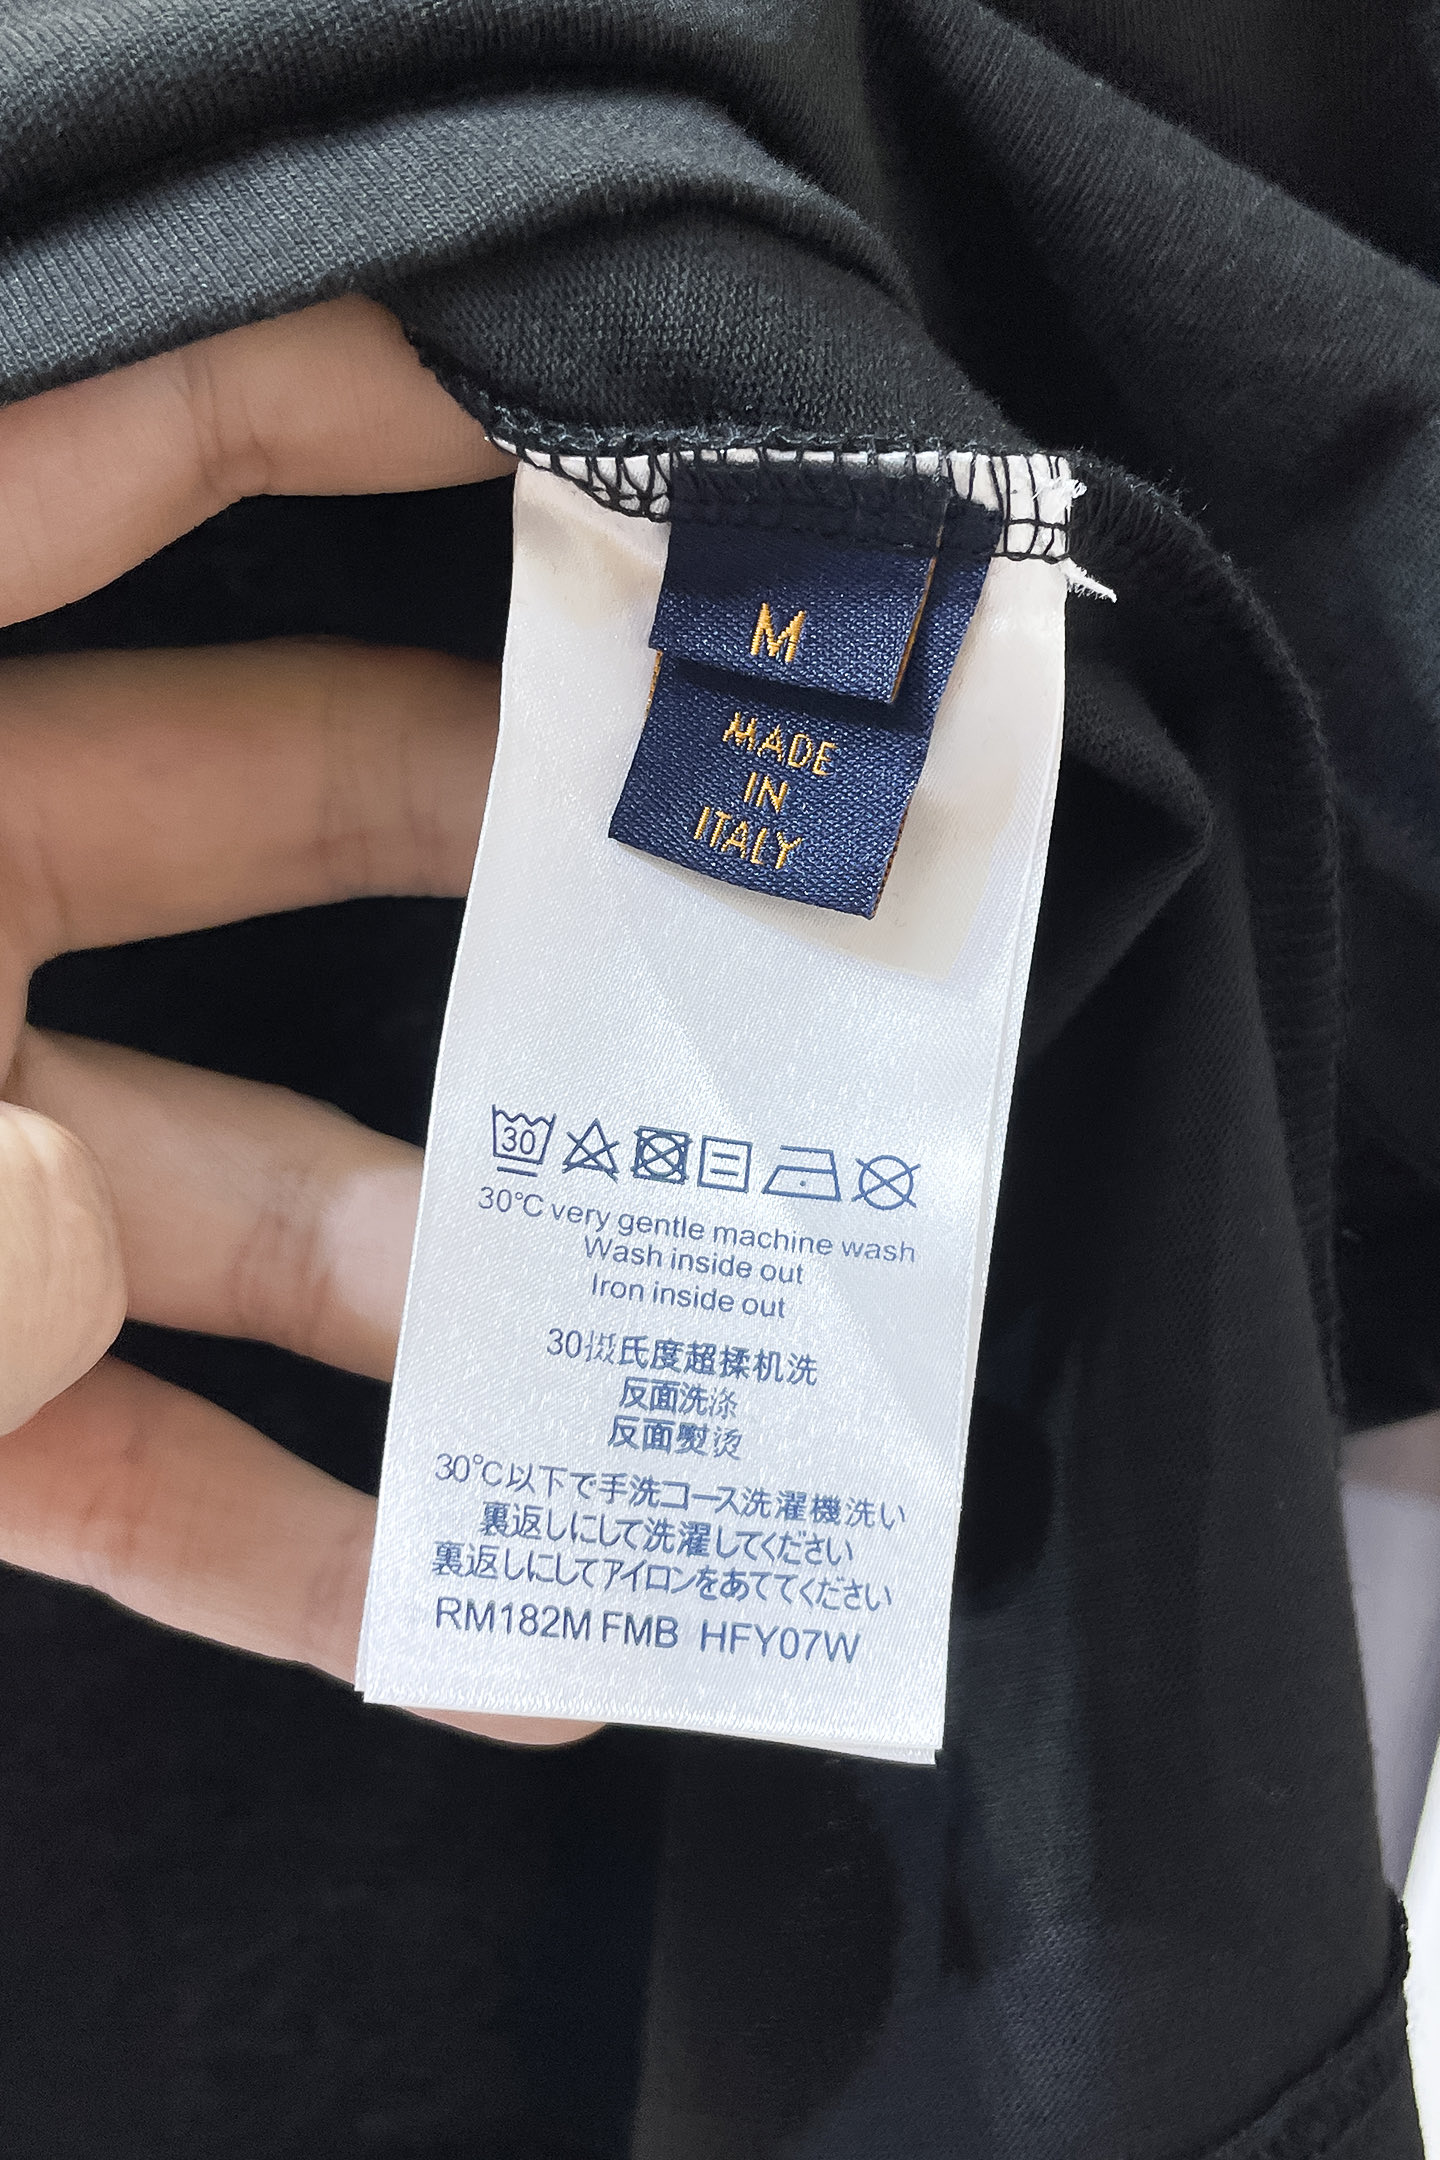 M
MADE
IN
ITALY
30
30°C very gentle machine wash
Wash inside out
Iron inside out
30摄氏度超揉机洗
反面洗涤
反面熨烫
30°C以下で手洗コース洗濯機洗い
裏返しにして洗濯してください
裏返しにしてアイロンをあててください
RM182M FMB HFY07W